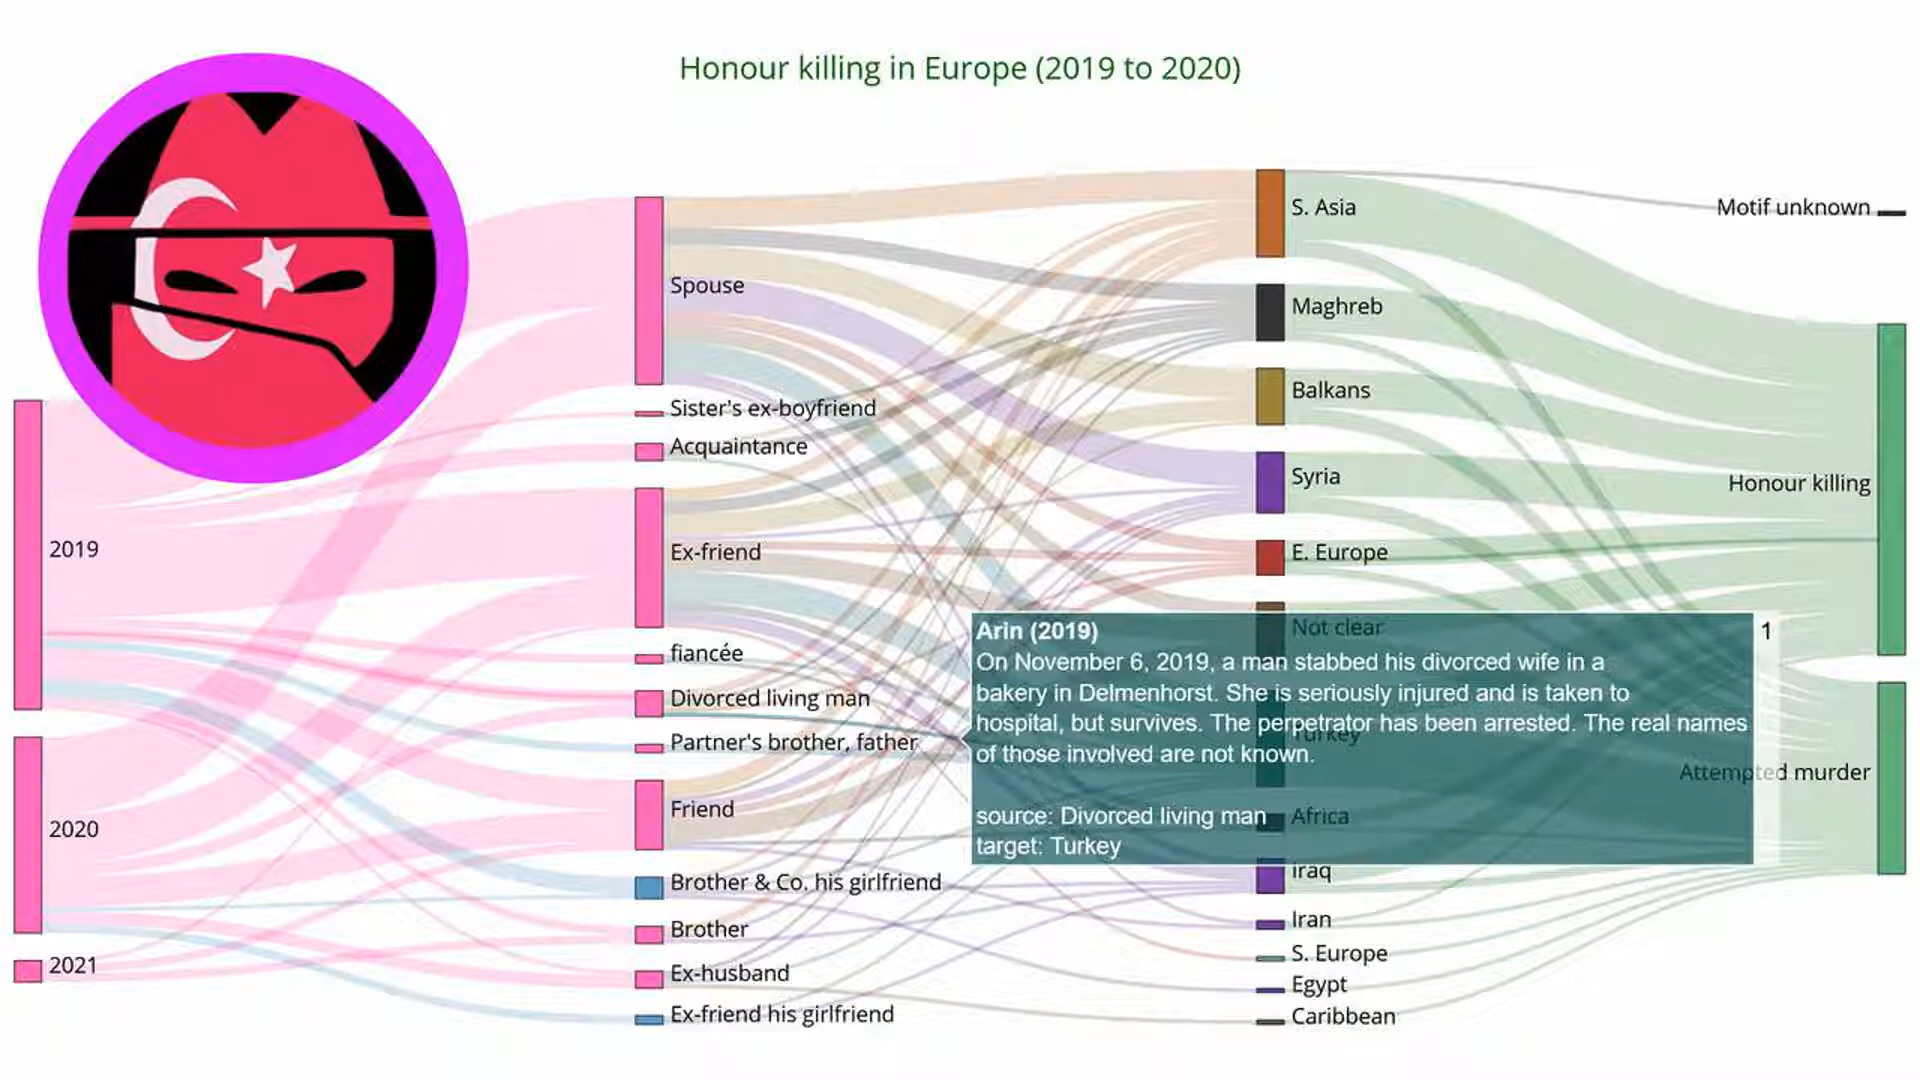 Honour killing in Europe (2019 to 2020)
2019
2020
2021
Spouse
Sister's ex-boyfriend
Acquaintance
Ex-friend
fiancée
Divorced living man
Partner's brother, father
Friend
Brother & Co. his girlfriend
Brother
Ex-husband
Ex-friend his girlfriend
S. Asia
Maghreb
Balkans
Syria
E. Europe
Not clear
Turkey
Africa
Iraq
Iran
S. Europe
Egypt
Caribbean
Arin (2019)
On November 6, 2019, a man stabbed his divorced wife in a
bakery in Delmenhorst. She is seriously injured and is taken to
hospital, but survives. The perpetrator has been arrested. The real names
of those involved are not known.
source: Divorced living man
target: Turkey
1
Motif unknown
Honour killing
Attempted murder